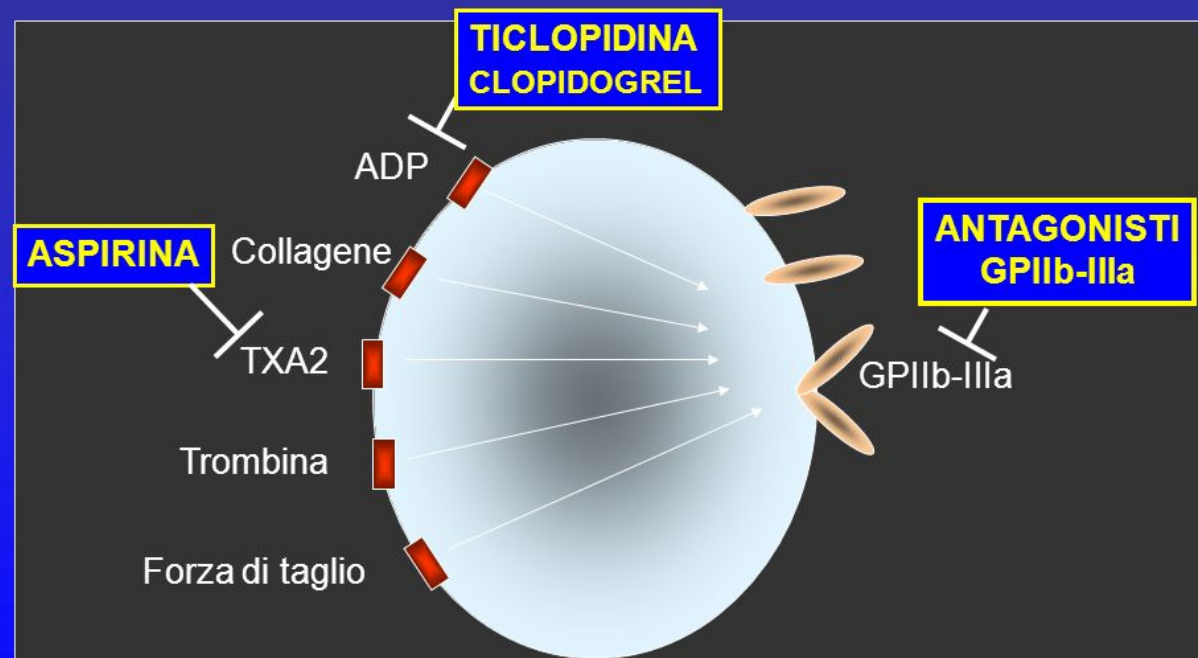 TICLOPIDINA
CLOPIDOGREL
ADP
ASPIRINA
Collagene
ANTAGONISTI
GPIIb-IIIa
TXA2
GPIIb-IIIa
Trombina
Forza di taglio